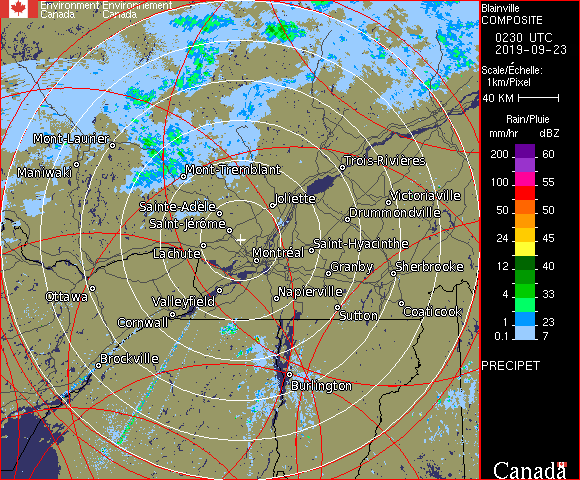 Environment Environnement
Canada Canada
Blainville
COMPOSITE
0230 UTC
2019-09-23
Scale/Échelle:
1km/Pixel
40 KM
Rain/Pluie
mm/hr dBZ
200 60
100 55
50 50
24 45
12 40
4 33
1 23
0.1 7
PRECIPET
Canada
Mont-Laurier
Maniwaki
Mont-Tremblant
Trois-Rivières
Sainte-Adèle
Joliette
Victoriaville
Drummondville
Saint-Jérôme
Lachute
Montréal
Saint-Hyacinthe
Granby
Sherbrooke
Ottawa
Valleyfield
Napierville
Cornwall
Sutton
Coaticook
Brockville
Burlington